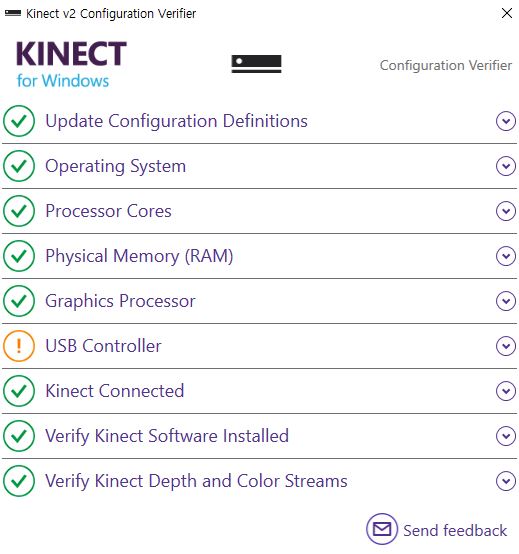 Kinect v2 Configuration Verifier
KINECT
for Windows
Configuration Verifier
Update Configuration Definitions
Operating System
Processor Cores
Physical Memory (RAM)
Graphics Processor
USB Controller
Kinect Connected
Verify Kinect Software Installed
Verify Kinect Depth and Color Streams
Send feedback